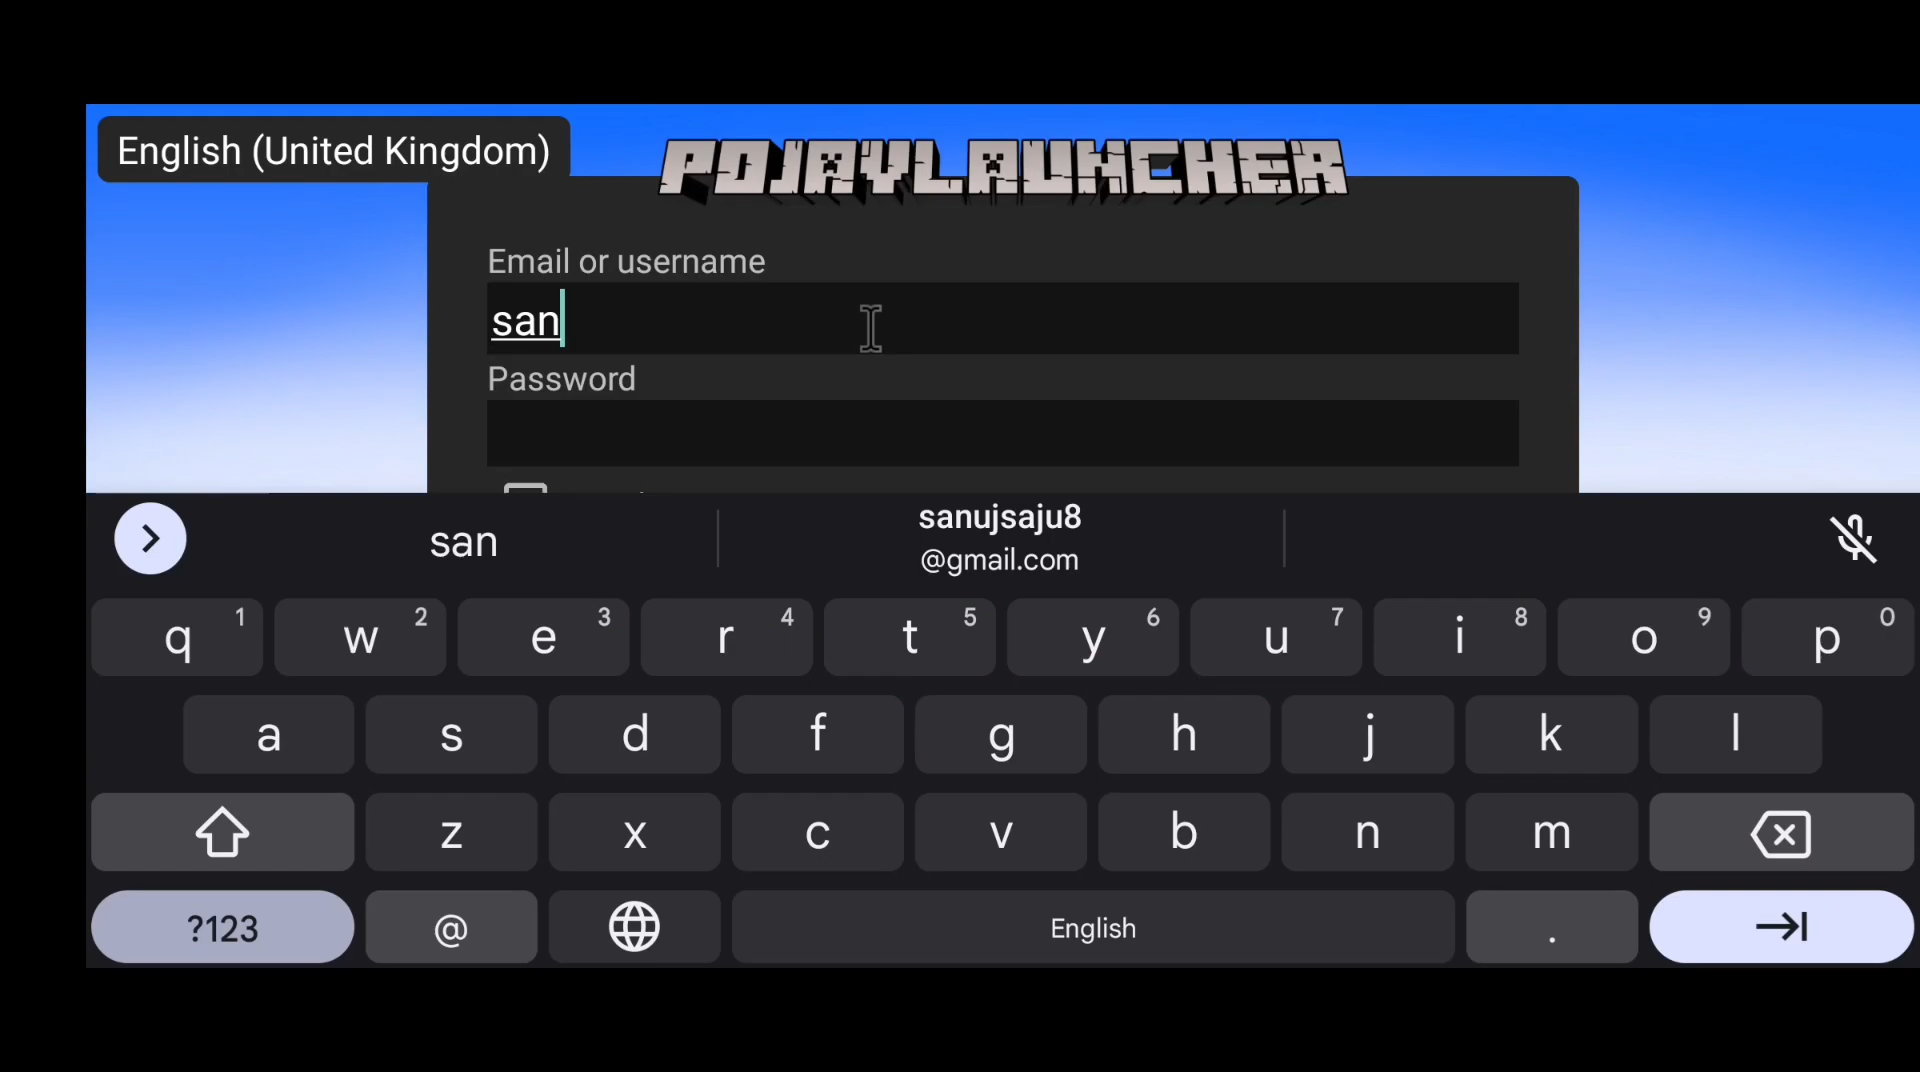 English (United Kingdom)
POJAVLAUNCHER
Email or username
san
Password
san
sanujsaju8
@gmail.com
q 1 w 2 e 3 r 4 t 5 y 6 u 7 i 8 o 9 p 0
a s d f g h j k l
z x c v b n m
?123 @ English .